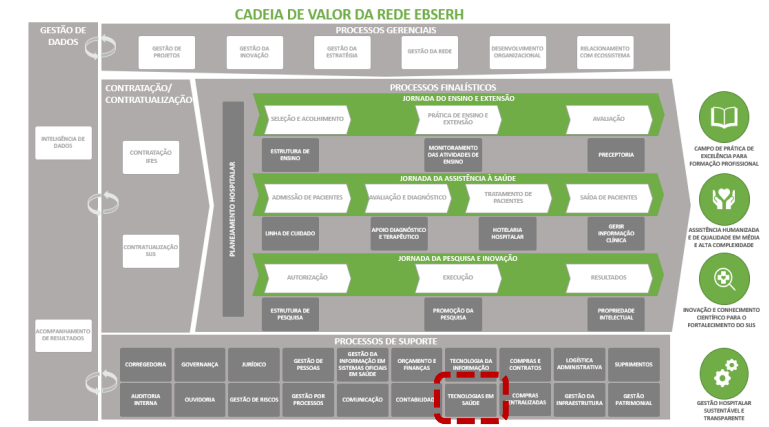 CADEIA DE VALOR DA REDE EBSERH
GESTÃO DE
DADOS
INTELIGÊNCIA DE
DADOS
ACOMPANHAMENTO
DE RESULTADOS
PROCESSOS GERENCIAIS
GESTÃO DE
PROJETOS
GESTÃO DA
INOVAÇÃO
GESTÃO DA
ESTRATÉGIA
GESTÃO DA REDE
DESENVOLVIMENTO
ORGANIZACIONAL
RELACIONAMENTO
COM ECOSSISTEMA
CONTRATAÇÃO/
CONTRATUALIZAÇÃO
CONTRATAÇÃO
IFES
CONTRATUALIZAÇÃO
SUS
PROCESSOS FINALÍSTICOS
PLANEJAMENTO HOSPITALAR
JORNADA DO ENSINO E EXTENSÃO
SELEÇÃO E ACOLHIMENTO
PRÁTICA DE ENSINO E
EXTENSÃO
AVALIAÇÃO
ESTRUTURA DE
ENSINO
MONITORAMENTO
DAS ATIVIDADES DE
ENSINO
PRECEPTORIA
JORNADA DA ASSISTÊNCIA À SAÚDE
ADMISSÃO DE PACIENTES
AVALIAÇÃO E DIAGNÓSTICO
TRATAMENTO DE
PACIENTES
SAÍDA DE PACIENTES
LINHA DE CUIDADO
APOIO DIAGNÓSTICO
E TERAPÊUTICO
HOTELARIA
HOSPITALAR
GERIR
INFORMAÇÃO
CLÍNICA
JORNADA DA PESQUISA E INOVAÇÃO
AUTORIZAÇÃO
EXECUÇÃO
RESULTADOS
ESTRUTURA DE
PESQUISA
PROMOÇÃO DA
PESQUISA
PROPRIEDADE
INTELECTUAL
PROCESSOS DE SUPORTE
CORREGEDORIA
GOVERNANÇA
JURÍDICO
GESTÃO DE
PESSOAS
GESTÃO DA
INFORMAÇÃO EM
SISTEMAS OFICIAIS
EM SAÚDE
ORÇAMENTO E
FINANÇAS
TECNOLOGIA DA
INFORMAÇÃO
COMPRAS E
CONTRATOS
LOGÍSTICA
ADMINISTRATIVA
SUPRIMENTOS
AUDITORIA
INTERNA
OUVIDORIA
GESTÃO DE RISCOS
GESTÃO POR
PROCESSOS
COMUNICAÇÃO
CONTABILIDADE
TECNOLOGIAS EM
SAÚDE
COMPRAS
CENTRALIZADAS
GESTÃO DA
INFRAESTRUTURA
GESTÃO
PATRIMONIAL
CAMPO DE PRÁTICA DE
EXCELÊNCIA PARA
FORMAÇÃO PROFISSIONAL
ASSISTÊNCIA HUMANIZADA
E DE QUALIDADE EM MÉDIA
E ALTA COMPLEXIDADE
INOVAÇÃO E CONHECIMENTO
CIENTÍFICO PARA O
FORTALECIMENTO DO SUS
GESTÃO HOSPITALAR
SUSTENTÁVEL E
TRANSPARENTE